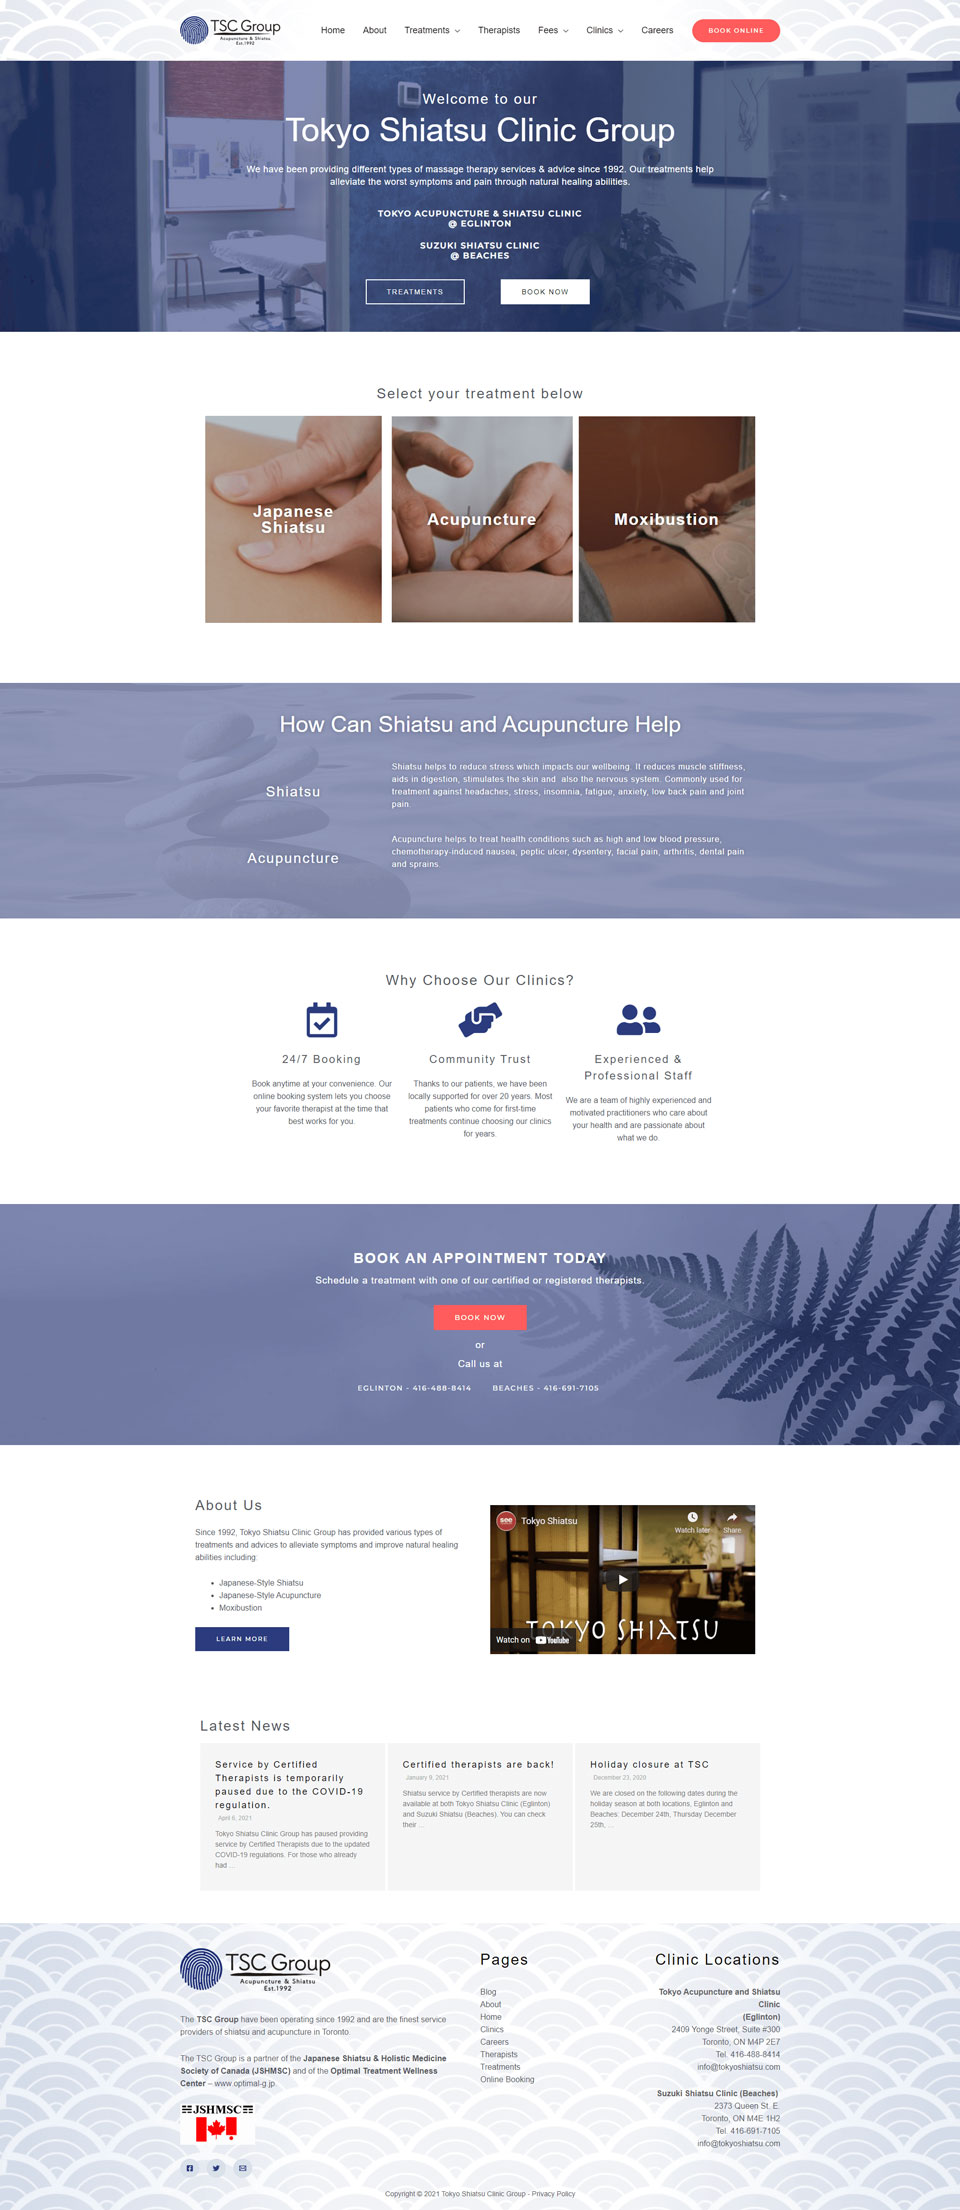 TSC Group
Acupuncture & Shiatsu
Est.1992
Home About Treatments Therapists Fees Clinics Careers BOOK ONLINE
Welcome to our
Tokyo Shiatsu Clinic Group
We have been providing different types of massage therapy services & advice since 1992. Our treatments help
alleviate the worst symptoms and pain through natural healing abilities.
TOKYO ACUPUNCTURE & SHIATSU CLINIC
@ EGLINTON
SUZUKI SHIATSU CLINIC
@ BEACHES
TREATMENTS BOOK NOW
Select your treatment below
Japanese
Shiatsu
Acupuncture
Moxibustion
How Can Shiatsu and Acupuncture Help
Shiatsu
Shiatsu helps to reduce stress which impacts our wellbeing. It reduces muscle stiffness,
aids in digestion, stimulates the skin and also the nervous system. Commonly used for
treatment against headaches, stress, insomnia, fatigue, anxiety, low back pain and joint
pain.
Acupuncture
Acupuncture helps to treat health conditions such as high and low blood pressure,
chemotherapy-induced nausea, peptic ulcer, dysentery, facial pain, arthritis, dental pain
and sprains.
Why Choose Our Clinics?
24/7 Booking
Book anytime at your convenience. Our
online booking system lets you choose
your favorite therapist at the time that
best works for you.
Community Trust
Thanks to our patients, we have been
locally supported for over 20 years. Most
patients who come for first-time
treatments continue choosing our clinics
for years.
Experienced &
Professional Staff
We are a team of highly experienced and
motivated practitioners who care about
your health and are passionate about
what we do.
BOOK AN APPOINTMENT TODAY
Schedule a treatment with one of our certified or registered therapists.
BOOK NOW
or
Call us at
EGLINTON - 416-488-8414 BEACHES - 416-691-7105
About Us
Since 1992, Tokyo Shiatsu Clinic Group has provided various types of
treatments and advices to alleviate symptoms and improve natural healing
abilities including:
• Japanese-Style Shiatsu
• Japanese-Style Acupuncture
• Moxibustion
LEARN MORE
see Tokyo Shiatsu
Watch later Share
TOKYO SHIATSU
Watch on YouTube
Latest News
Service by Certified
Therapists is temporarily
paused due to the COVID-19
regulation.
April 6, 2021
Tokyo Shiatsu Clinic Group has paused providing
service by Certified Therapists due to the updated
COVID-19 regulations. For those who already
had ...
Certified therapists are back!
January 9, 2021
Shiatsu service by Certified therapists are now
available at both Tokyo Shiatsu Clinic (Eglinton)
and Suzuki Shiatsu (Beaches). You can check
their ...
Holiday closure at TSC
December 23, 2020
We are closed on the following dates during the
holiday season at both locations, Eglinton and
Beaches: December 24th, Thursday December
25th, ...
TSC Group
Acupuncture & Shiatsu
Est.1992
The TSC Group have been operating since 1992 and are the finest service
providers of shiatsu and acupuncture in Toronto.
The TSC Group is a partner of the Japanese Shiatsu & Holistic Medicine
Society of Canada (JSHMSC) and of the Optimal Treatment Wellness
Center – www.optimal-g.jp.
JSHMSC
Pages
Blog
About
Home
Clinics
Careers
Therapists
Treatments
Online Booking
Clinic Locations
Tokyo Acupuncture and Shiatsu
Clinic
(Eglinton)
2409 Yonge Street, Suite #300
Toronto, ON M4P 2E7
Tel. 416-488-8414
info@tokyoshiatsu.com
Suzuki Shiatsu Clinic (Beaches)
2373 Queen St. E.
Toronto, ON M4E 1H2
Tel. 416-691-7105
info@tokyoshiatsu.com
Copyright © 2021 Tokyo Shiatsu Clinic Group - Privacy Policy